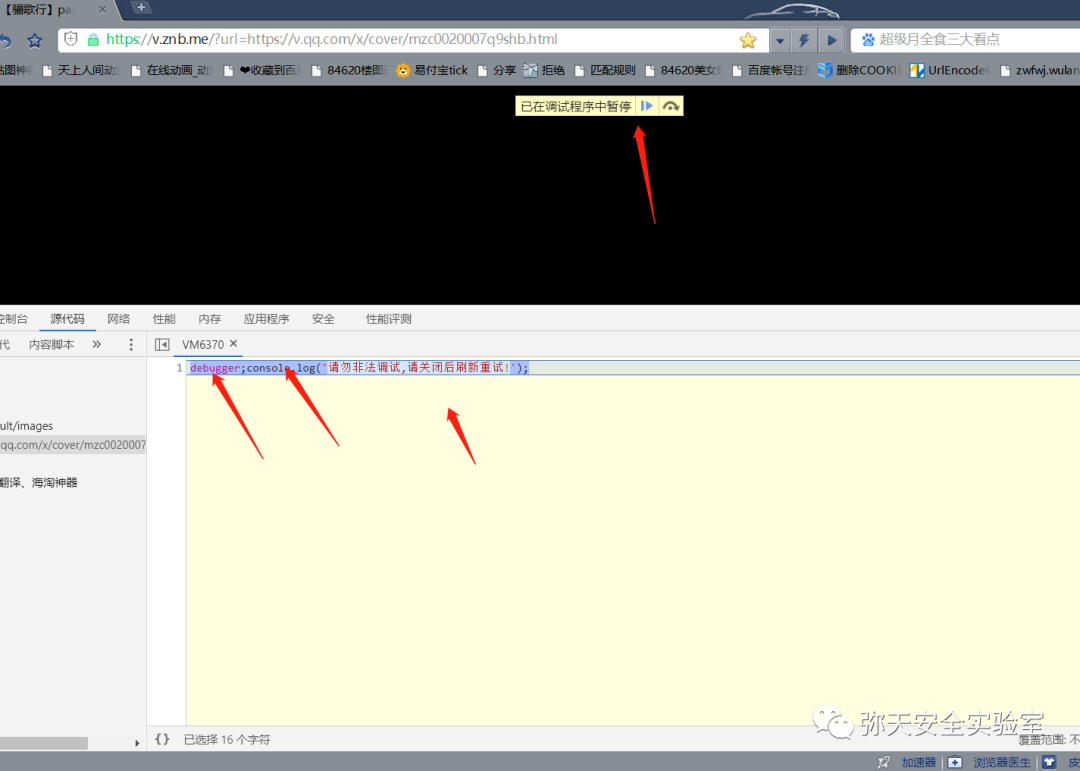 【骊歌行】pa
https://v.znb.me/?url=https://v.qq.com/x/cover/mzc0020007q9shb.html
超级月全食三大看点
贴图神 天上人间动 在线动画_动 ❤收藏到百 84620楼图 易付宝tick 分享 拒绝 匹配规则 84620美女 百度帐号注 删除COOKI UrlEncode zwfwj.wulan
已在调试程序中暂停
控制台 源代码 网络 性能 内存 应用程序 安全 性能评测
代 内容脚本 » VM6370 ×
1 debugger;console.log('请勿非法调试,请关闭后刷新重试!');
ult/images
qq.com/x/cover/mzc0020007
翻译、海淘神器
弥天安全实验室
{} 已选择 16 个字符 覆盖范围: 不
加速器 浏览器医生 皮